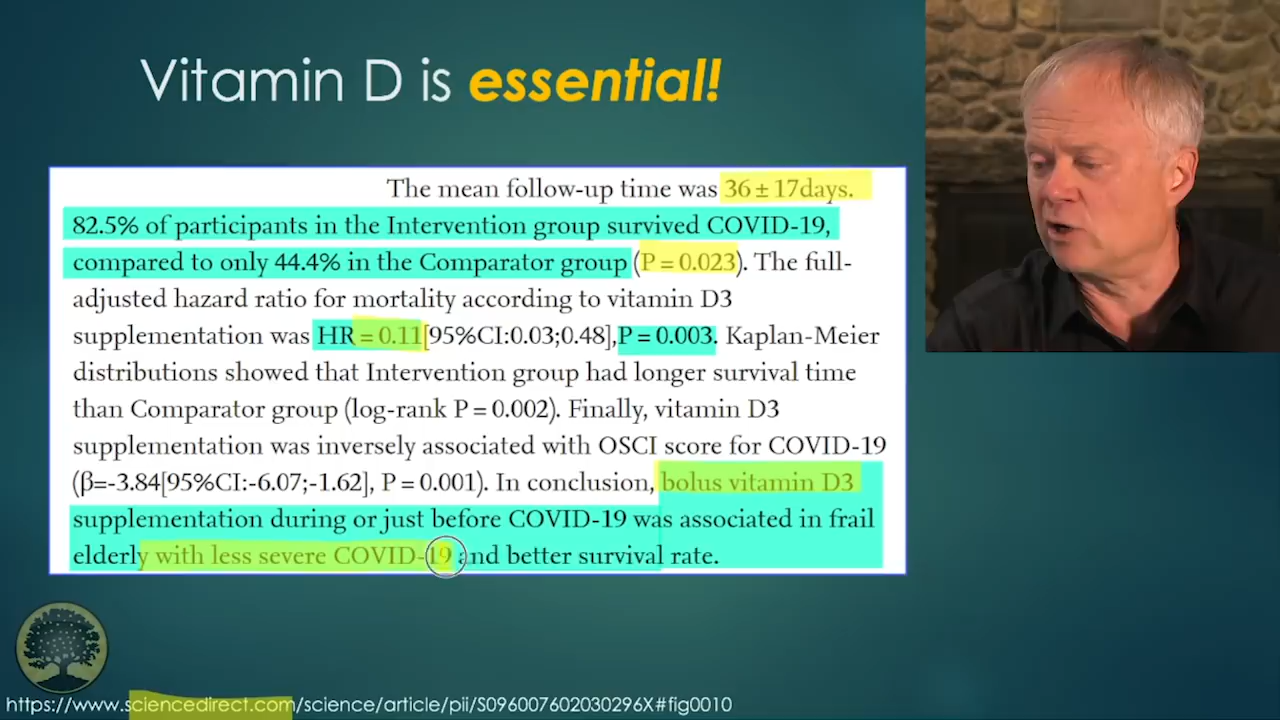 Vitamin D is essential!
The mean follow-up time was 36 ± 17days.
82.5% of participants in the Intervention group survived COVID-19,
compared to only 44.4% in the Comparator group (P = 0.023). The full-
adjusted hazard ratio for mortality according to vitamin D3
supplementation was HR = 0.11[95%CI:0.03;0.48],P = 0.003. Kaplan-Meier
distributions showed that Intervention group had longer survival time
than Comparator group (log-rank P = 0.002). Finally, vitamin D3
supplementation was inversely associated with OSCI score for COVID-19
(β=-3.84[95%CI:-6.07;-1.62], P = 0.001). In conclusion, bolus vitamin D3
supplementation during or just before COVID-19 was associated in frail
elderly with less severe COVID-19 and better survival rate.
https://www.sciencedirect.com/science/article/pii/S096007602030296X#fig0010